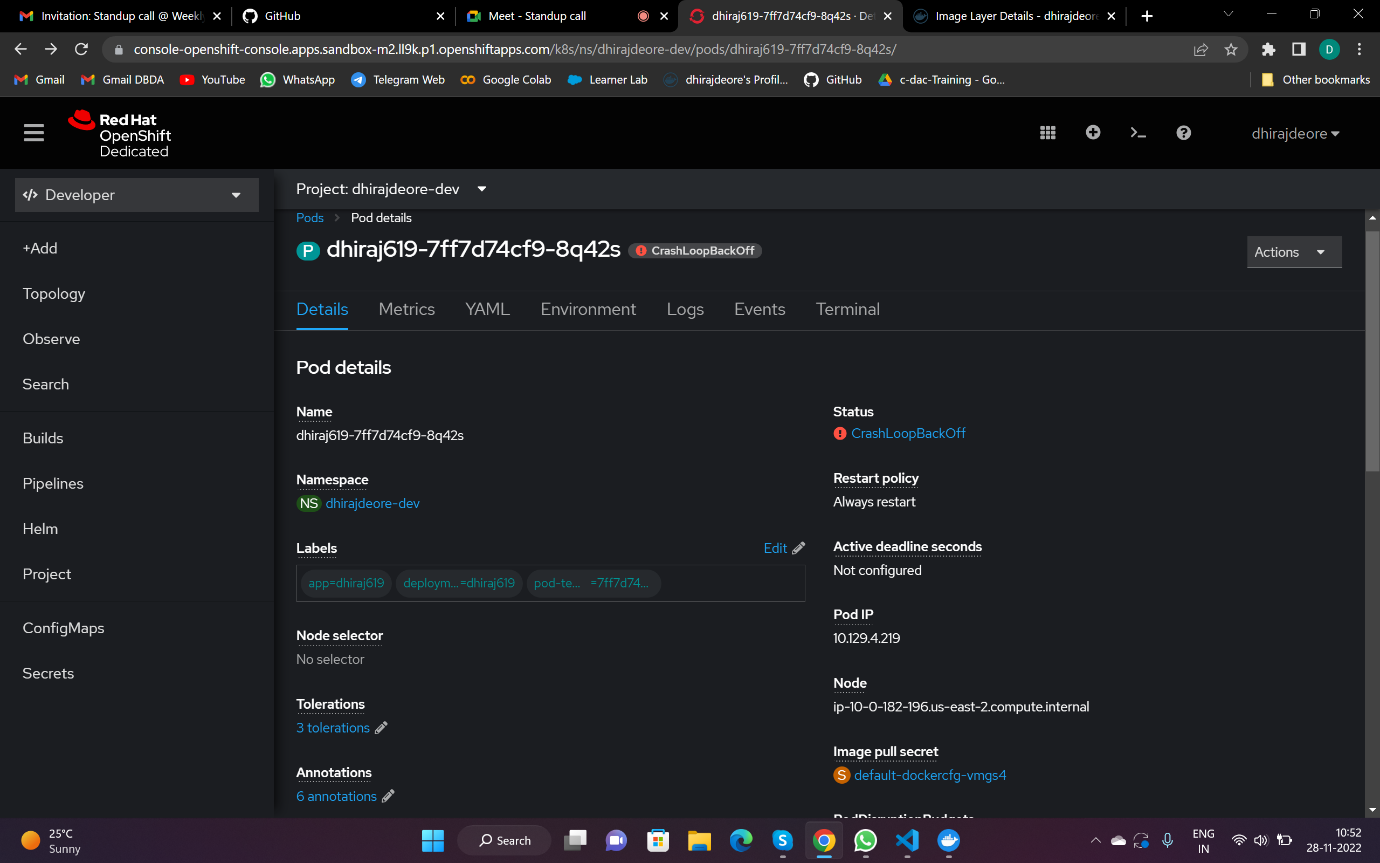 Invitation: Standup call @ Weekly
GitHub
Meet - Standup call
dhiraj619-7ff7d74cf9-8q42s · Det
Image Layer Details - dhirajdeore
console-openshift-console.apps.sandbox-m2.ll9k.p1.openshiftapps.com/k8s/ns/dhirajdeore-dev/pods/dhiraj619-7ff7d74cf9-8q42s/
D
Gmail
Gmail DBDA
YouTube
WhatsApp
Telegram Web
Google Colab
Learner Lab
dhirajdeore's Profil...
GitHub
c-dac-Training - Go...
Other bookmarks
Red Hat
OpenShift
Dedicated
dhirajdeore
Developer
Project: dhirajdeore-dev
+Add
Topology
Observe
Search
Builds
Pipelines
Helm
Project
ConfigMaps
Secrets
Pods > Pod details
P dhiraj619-7ff7d74cf9-8q42s CrashLoopBackOff
Actions
Details Metrics YAML Environment Logs Events Terminal
Pod details
Name
dhiraj619-7ff7d74cf9-8q42s
Namespace
NS dhirajdeore-dev
Labels
Edit
app=dhiraj619 deploym...=dhiraj619 pod-te... =7ff7d74...
Node selector
No selector
Tolerations
3 tolerations
Annotations
6 annotations
Status
CrashLoopBackOff
Restart policy
Always restart
Active deadline seconds
Not configured
Pod IP
10.129.4.219
Node
ip-10-0-182-196.us-east-2.compute.internal
Image pull secret
S default-dockercfg-vmgs4
PodDisruptionBudgets
25°C
Sunny
Search
ENG
IN
10:52
28-11-2022